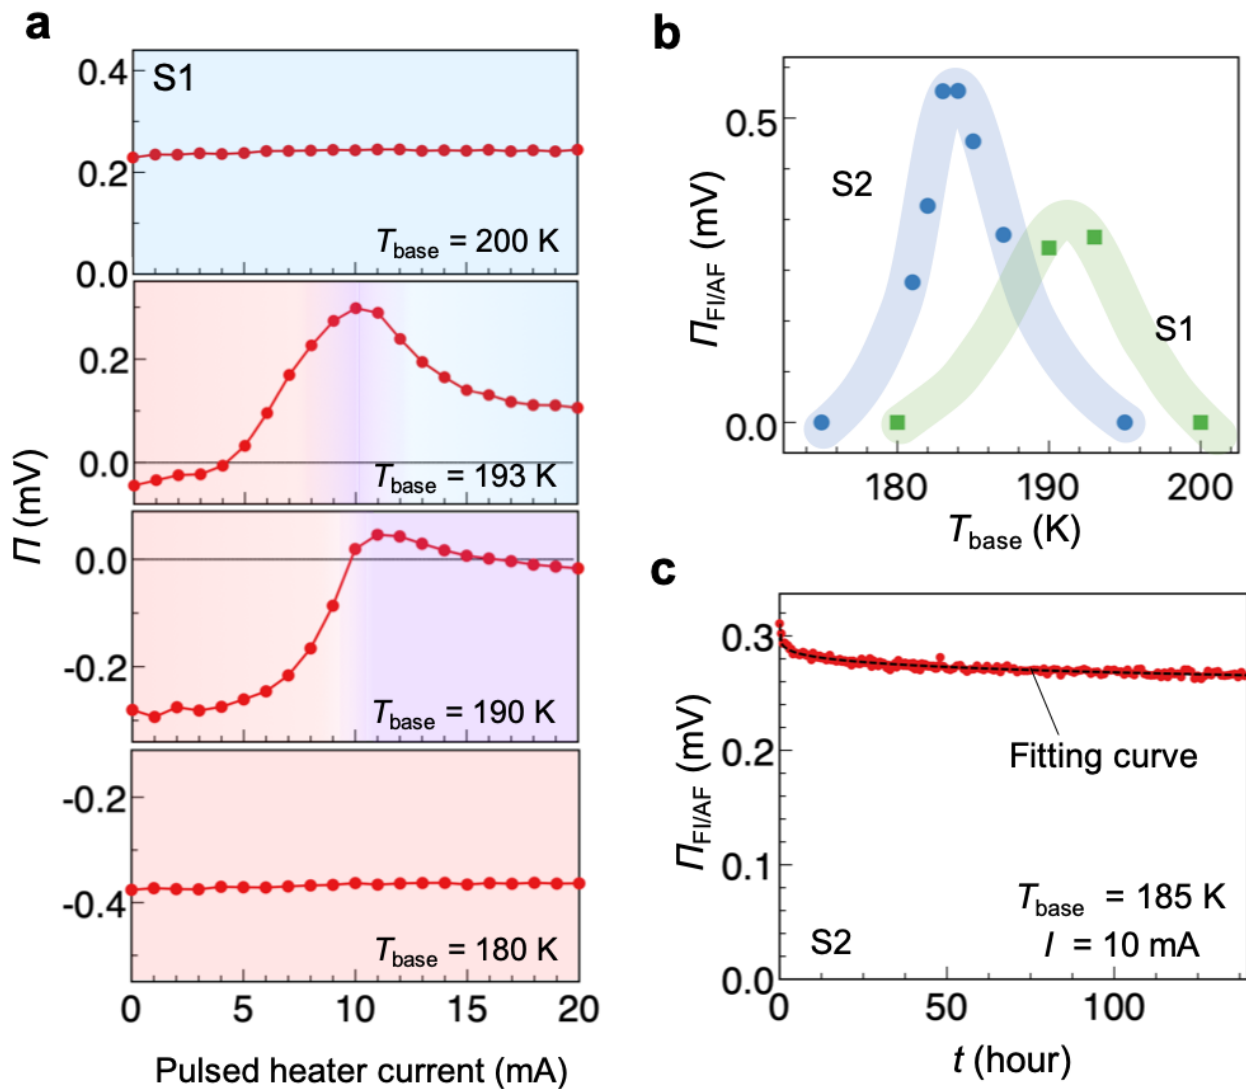 a
S1
0.4
0.2
0.0
T_base = 200 K
0.2
0.0
T_base = 193 K
0.0
-0.2
T_base = 190 K
-0.2
-0.4
T_base = 180 K
0 5 10 15 20
Pulsed heater current (mA)
Π (mV)
b
0.5
0.0
S2
S1
180 190 200
T_base (K)
Π_FI/AF (mV)
c
0.3
0.2
0.1
0.0
Fitting curve
T_base = 185 K
I = 10 mA
S2
0 50 100
t (hour)
Π_FI/AF (mV)